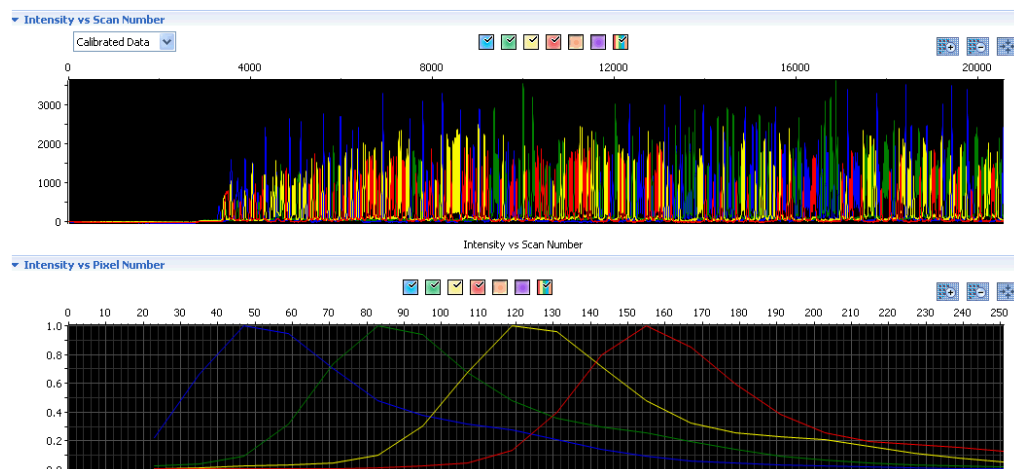 Intensity vs Scan Number
Calibrated Data
0 4000 8000 12000 16000 20000
3000
2000
1000
0
Intensity vs Scan Number
Intensity vs Pixel Number
0 10 20 30 40 50 60 70 80 90 100 110 120 130 140 150 160 170 180 190 200 210 220 230 240 250
1.0
0.8
0.6
0.4
0.2
0.0